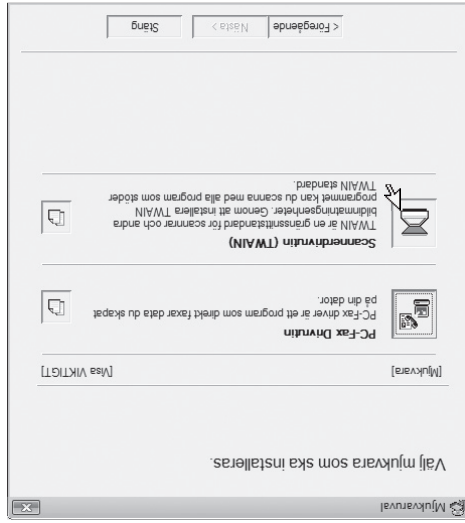 Mjukvaruval
Välj mjukvara som ska installeras.
[Mjukvara] [Visa VIKTIGT]
PC-Fax Drivrutin
PC-Fax driver är ett program som direkt faxar data du skapat
på din dator.
Scannerdrivrutin (TWAIN)
TWAIN är en gränssnittstandard för scannrar och andra
bildinmatningsenheter. Genom att installera TWAIN
programmet kan du scanna med alla program som stöder
TWAIN standard.
< Föregående Nästa > Stäng